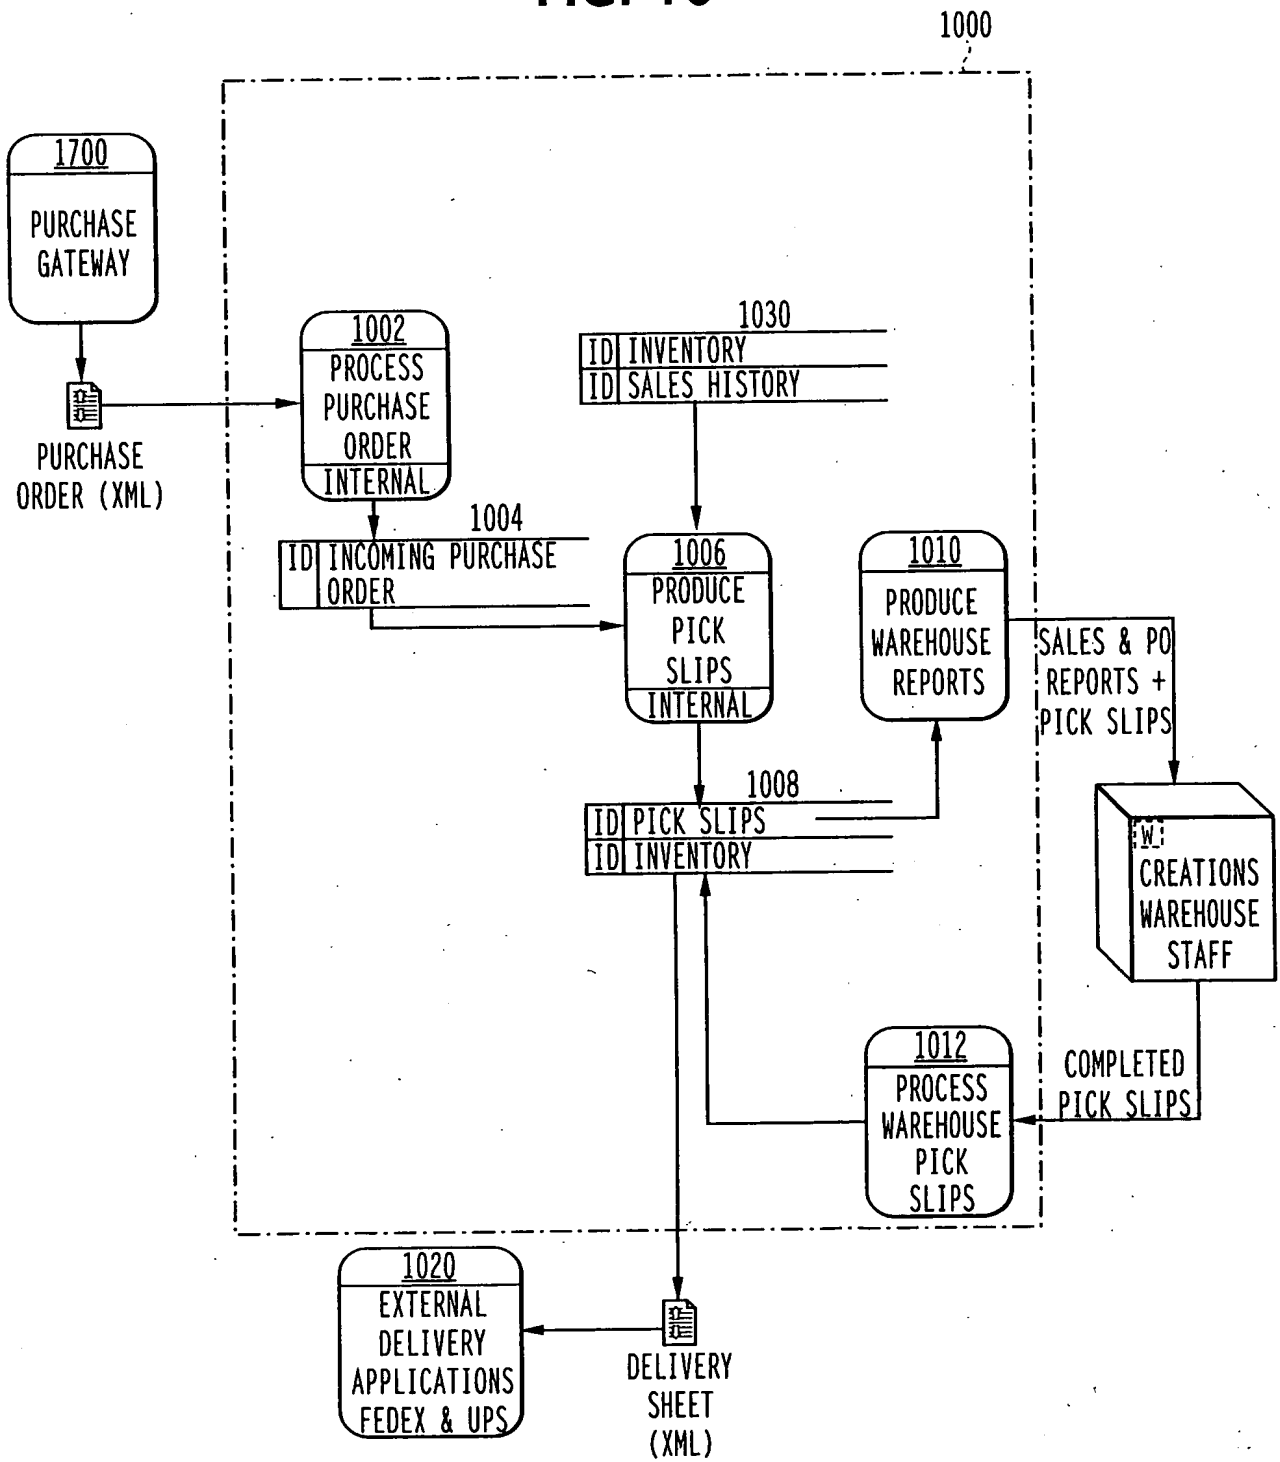 FIG. 10
1000
1700
PURCHASE
GATEWAY
PURCHASE
ORDER (XML)
1002
PROCESS
PURCHASE
ORDER
INTERNAL
1030
ID INVENTORY
ID SALES HISTORY
1004
ID INCOMING PURCHASE
ORDER
1006
PRODUCE
PICK
SLIPS
INTERNAL
1010
PRODUCE
WAREHOUSE
REPORTS
SALES & PO
REPORTS +
PICK SLIPS
1008
ID PICK SLIPS
ID INVENTORY
W
CREATIONS
WAREHOUSE
STAFF
1012
PROCESS
WAREHOUSE
PICK
SLIPS
COMPLETED
PICK SLIPS
1020
EXTERNAL
DELIVERY
APPLICATIONS
FEDEX & UPS
DELIVERY
SHEET
(XML)